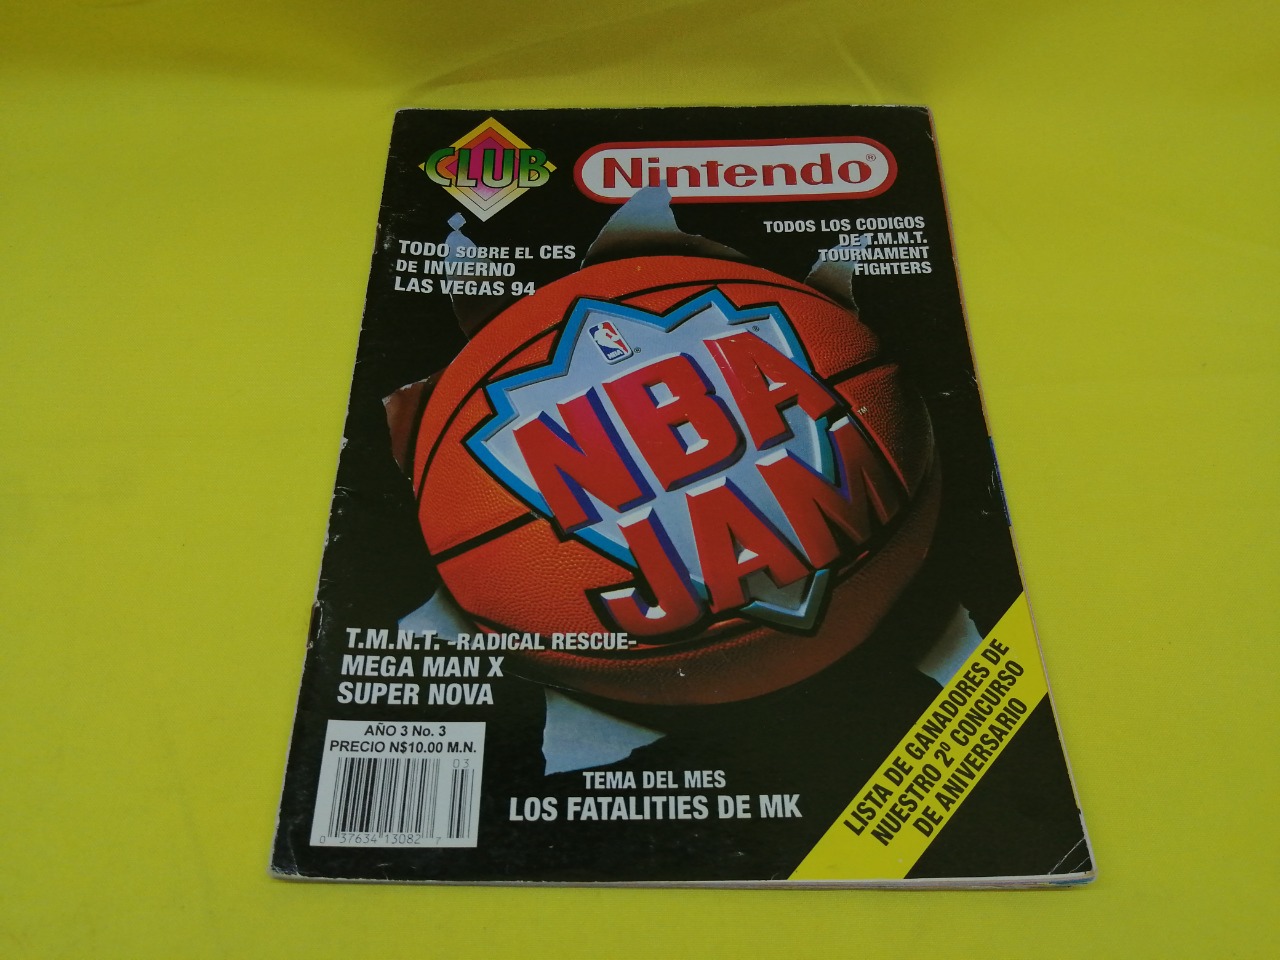 CLUB
Nintendo®
TODO SOBRE EL CES
DE INVIERNO
LAS VEGAS 94
TODOS LOS CODIGOS
DE T.M.N.T.
TOURNAMENT
FIGHTERS
NBA
®
®
NBA
JAM
™
T.M.N.T. -RADICAL RESCUE-
MEGA MAN X
SUPER NOVA
AÑO 3 No. 3
PRECIO N$10.00 M.N.
03
0 37634 13082 7
TEMA DEL MES
LOS FATALITIES DE MK
LISTA DE GANADORES DE
NUESTRO 2º CONCURSO
DE ANIVERSARIO